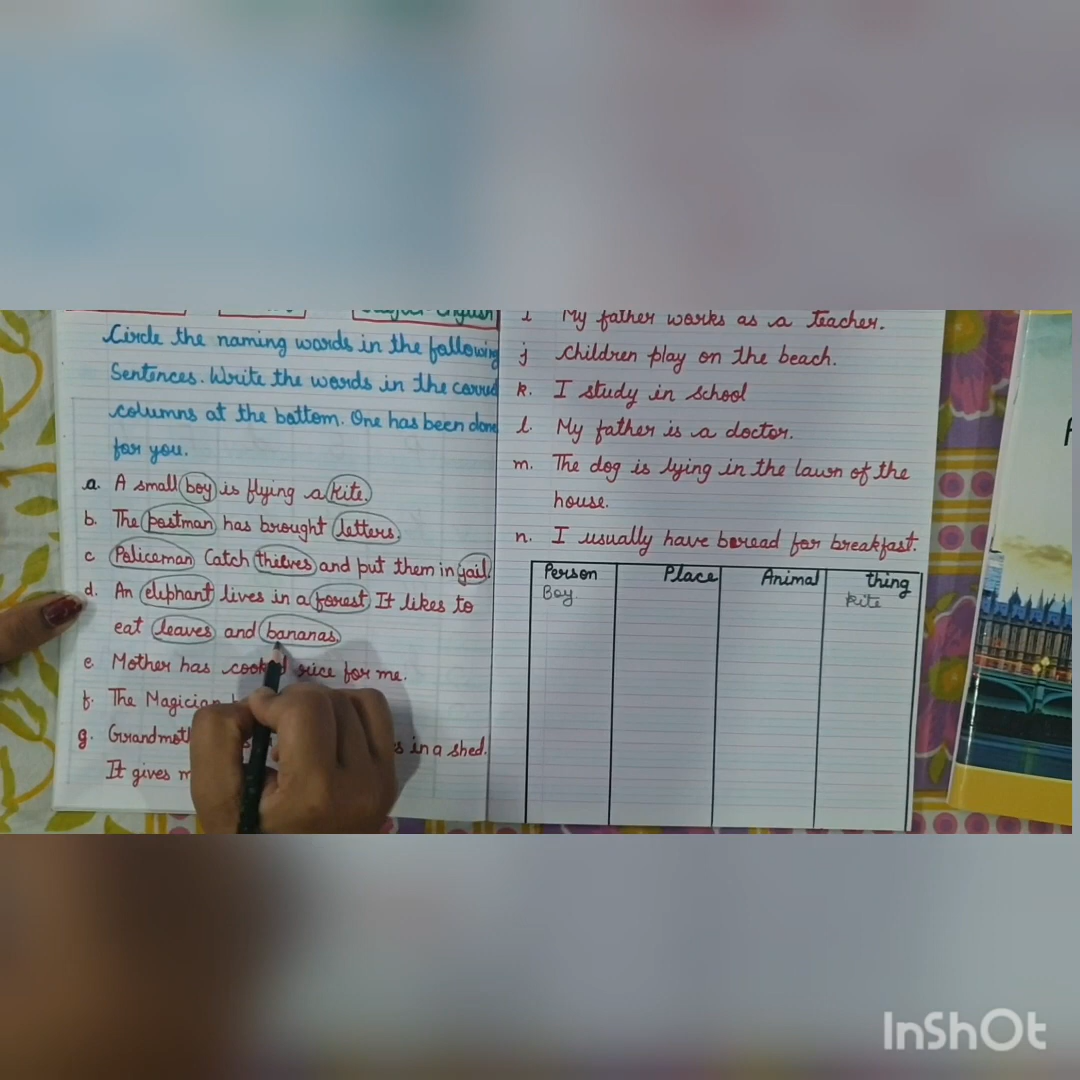 English
Circle the naming words in the following
Sentences. Write the words in the correct
columns at the bottom. One has been done
for you.
a. A small boy is flying a kite.
b. The postman has brought letters.
c Policeman Catch thieves and put them in jail.
d. An elephant lives in a forest It likes to
eat leaves and bananas.
e. Mother has cooked rice for me.
f. The Magician
g. in a shed.
It gives
i My father works as a teacher.
j children play on the beach.
k. I study in school
l. My father is a doctor.
m. The dog is lying in the lawn of the
house.
n. I usually have bread for breakfast.
Person Place Animal thing
Boy kite
InShOt